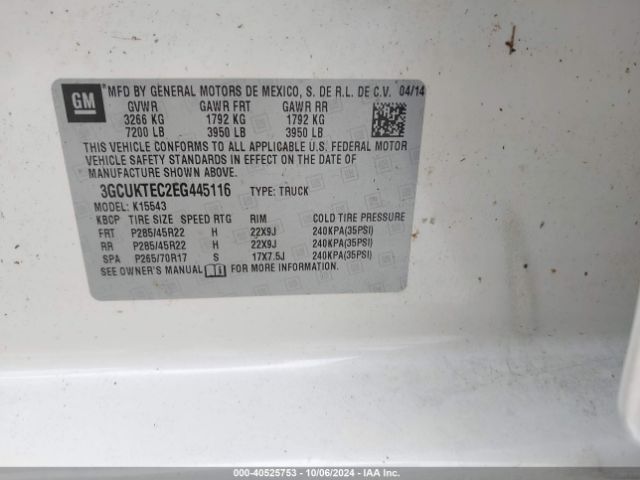 GM
MFD BY GENERAL MOTORS DE MEXICO, S. DE R.L. DE C.V. 04/14
GVWR GAWR FRT GAWR RR
3266 KG 1792 KG 1792 KG
7200 LB 3950 LB 3950 LB
THIS VEHICLE CONFORMS TO ALL APPLICABLE U.S. FEDERAL MOTOR
VEHICLE SAFETY STANDARDS IN EFFECT ON THE DATE OF
MANUFACTURE SHOWN ABOVE.
3GCUKTEC2EG445116 TYPE: TRUCK
MODEL: K15543
KBCP TIRE SIZE SPEED RTG RIM COLD TIRE PRESSURE
FRT P285/45R22 H 22X9J 240KPA(35PSI)
RR P285/45R22 H 22X9J 240KPA(35PSI)
SPA P265/70R17 S 17X7.5J 240KPA(35PSI)
SEE OWNER'S MANUAL FOR MORE INFORMATION.
000-40525753 - 10/06/2024 - IAA Inc.